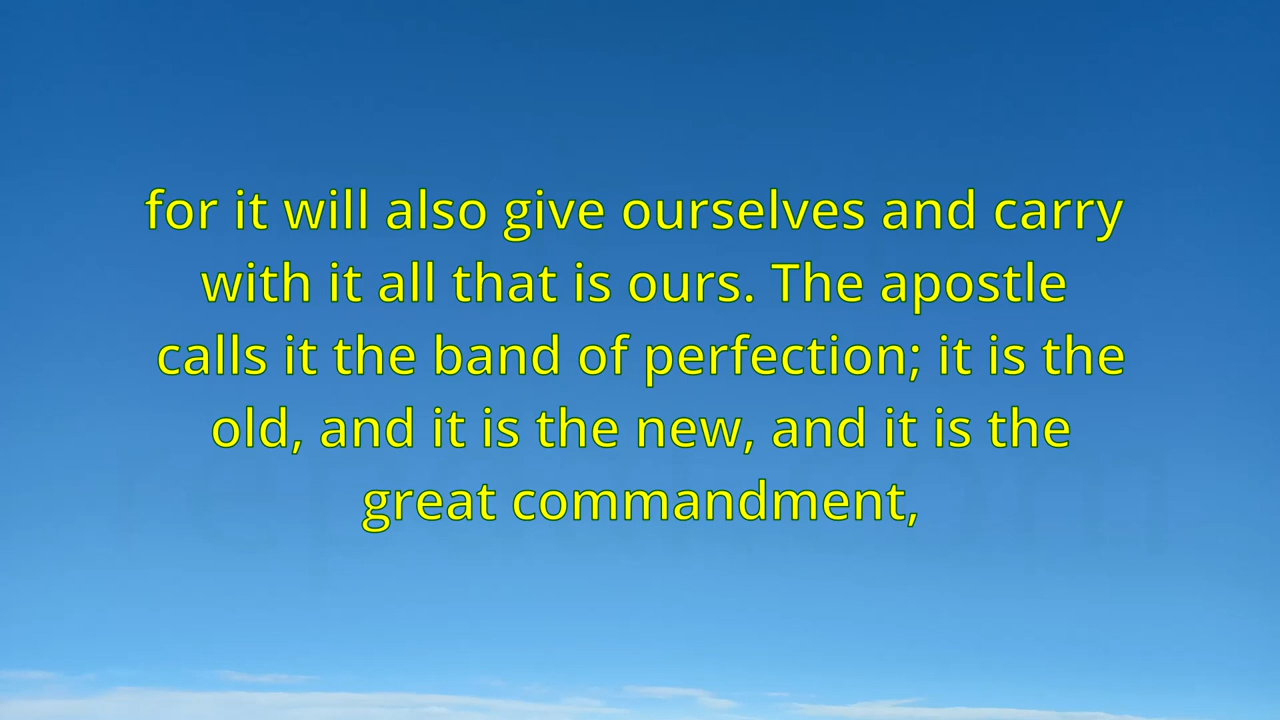 for it will also give ourselves and carry
with it all that is ours. The apostle
calls it the band of perfection; it is the
old, and it is the new, and it is the
great commandment,